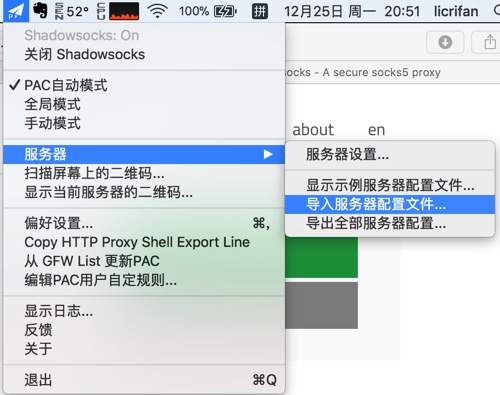 52° 100% 拼 12月25日 周一 20:51 licrifan
Shadowsocks: On
关闭 Shadowsocks
ocks - A secure socks5 proxy
✓ PAC自动模式
全局模式
手动模式
about en
服务器
服务器设置...
扫描屏幕上的二维码...
显示当前服务器的二维码...
显示示例服务器配置文件...
导入服务器配置文件...
导出全部服务器配置...
偏好设置... ⌘,
Copy HTTP Proxy Shell Export Line
从 GFW List 更新PAC
编辑PAC用户自定规则...
显示日志...
反馈
关于
退出 ⌘Q